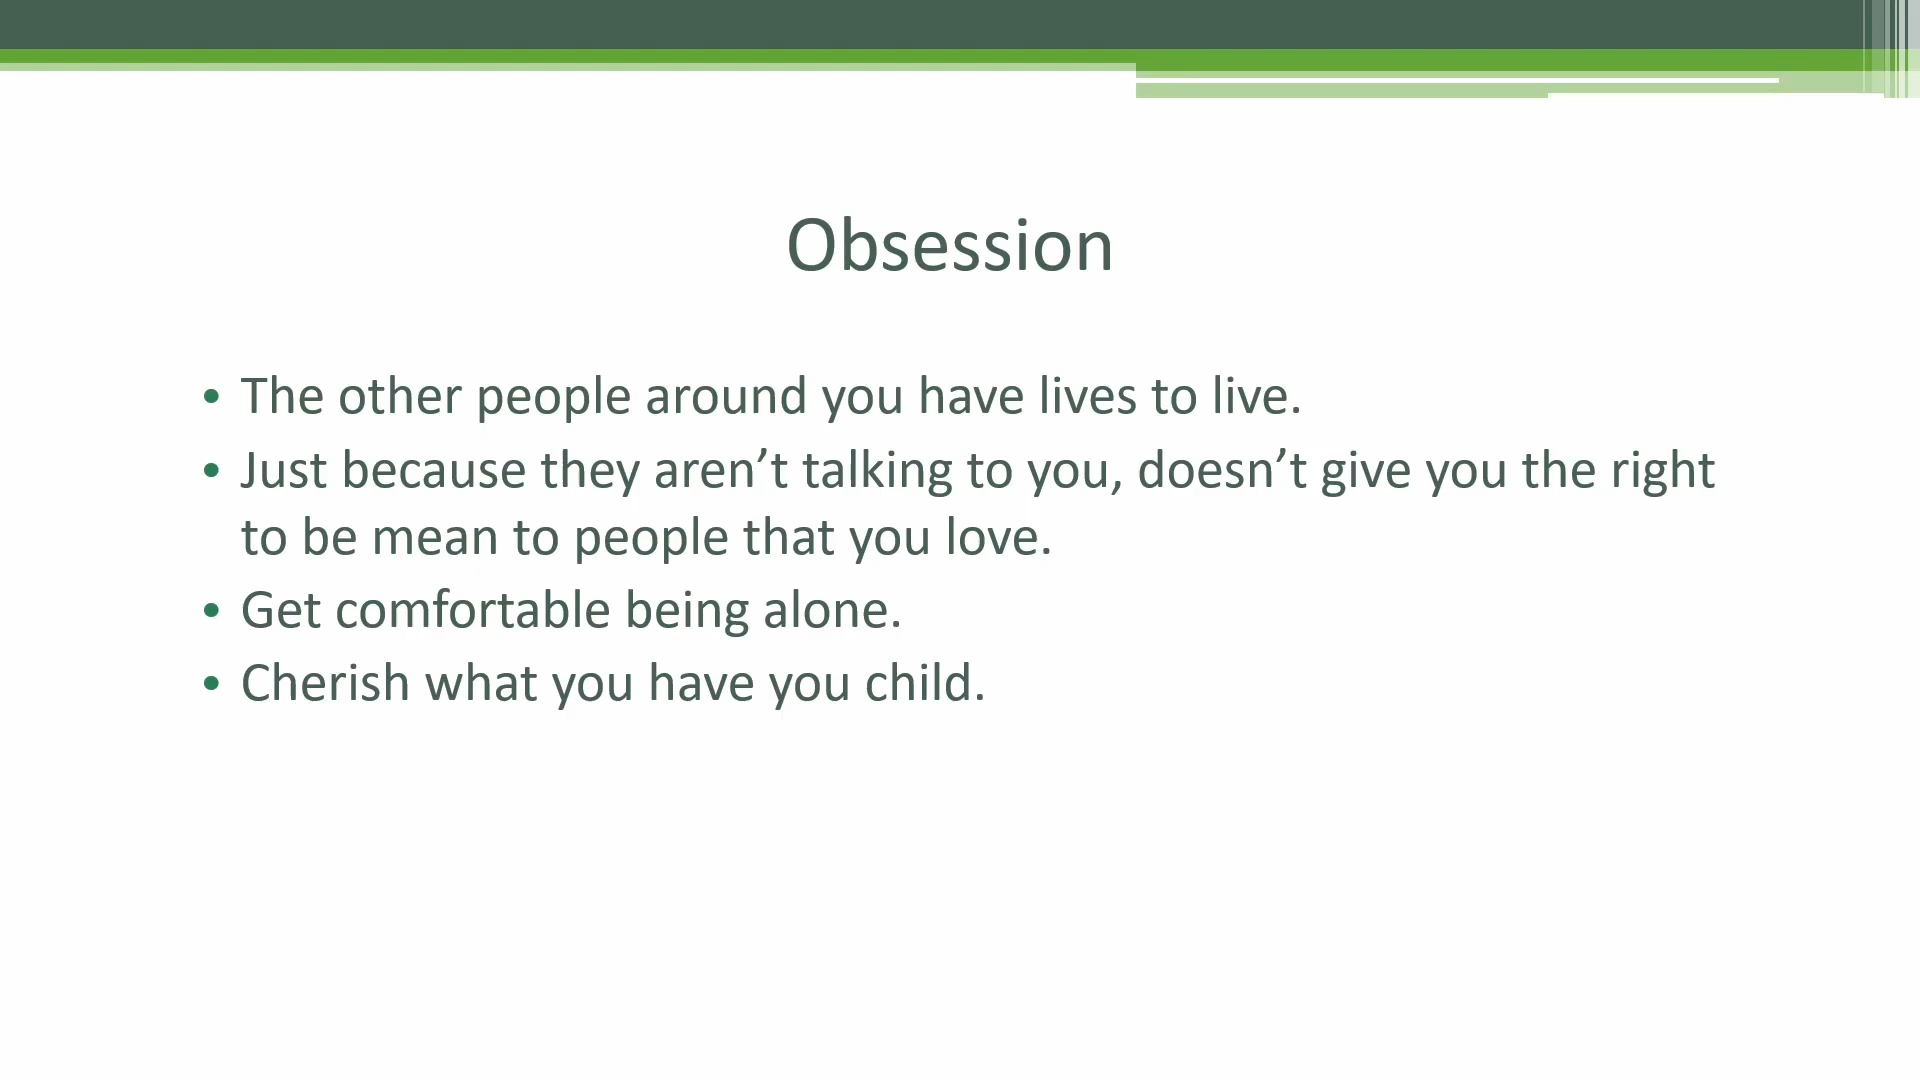 Obsession
• The other people around you have lives to live.
• Just because they aren’t talking to you, doesn’t give you the right
to be mean to people that you love.
• Get comfortable being alone.
• Cherish what you have you child.